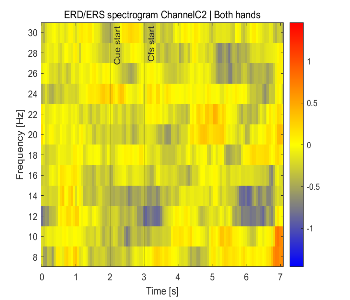 ERD/ERS spectrogram ChannelC2 | Both hands
Cue start
Cfs start
Frequency [Hz]
30
28
26
24
22
20
18
16
14
12
10
8
0 1 2 3 4 5 6 7
Time [s]
1
0.5
0
-0.5
-1